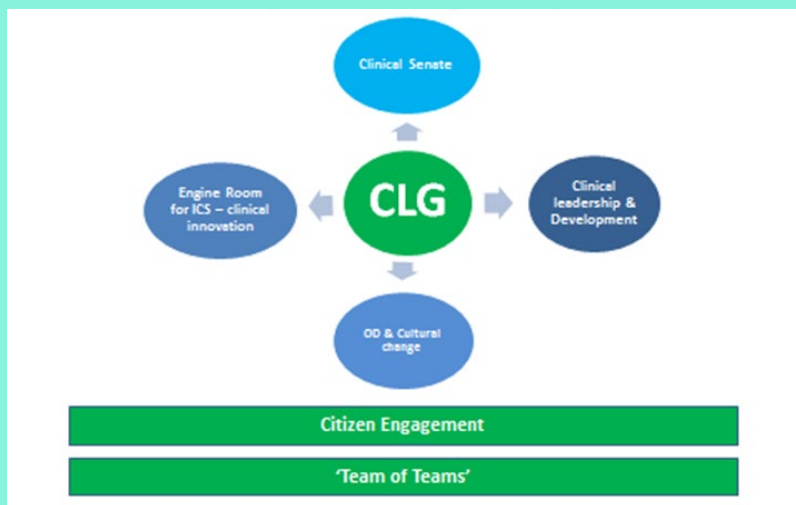 Clinical Senate
Engine Room
for ICS – clinical
innovation
CLG
Clinical
leadership &
Development
OD & Cultural
change
Citizen Engagement
‘Team of Teams’